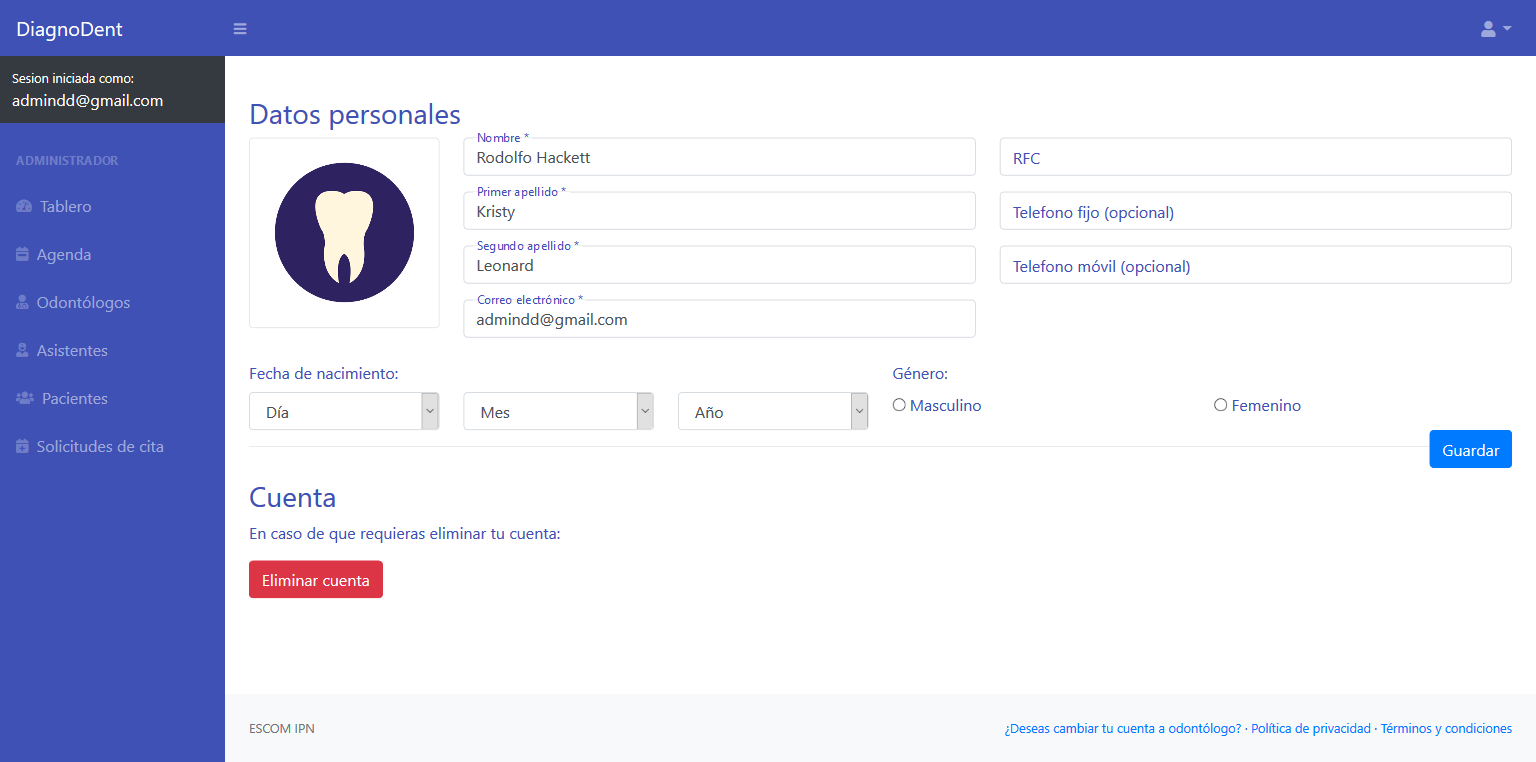 DiagnoDent
Sesion iniciada como:
admindd@gmail.com
ADMINISTRADOR
Tablero
Agenda
Odontólogos
Asistentes
Pacientes
Solicitudes de cita
Datos personales
Nombre *
Rodolfo Hackett
Primer apellido *
Kristy
Segundo apellido *
Leonard
Correo electrónico *
admindd@gmail.com
RFC
Telefono fijo (opcional)
Telefono móvil (opcional)
Fecha de nacimiento:
Día
Mes
Año
Género:
Masculino
Femenino
Guardar
Cuenta
En caso de que requieras eliminar tu cuenta:
Eliminar cuenta
ESCOM IPN
¿Deseas cambiar tu cuenta a odontólogo? · Política de privacidad · Términos y condiciones